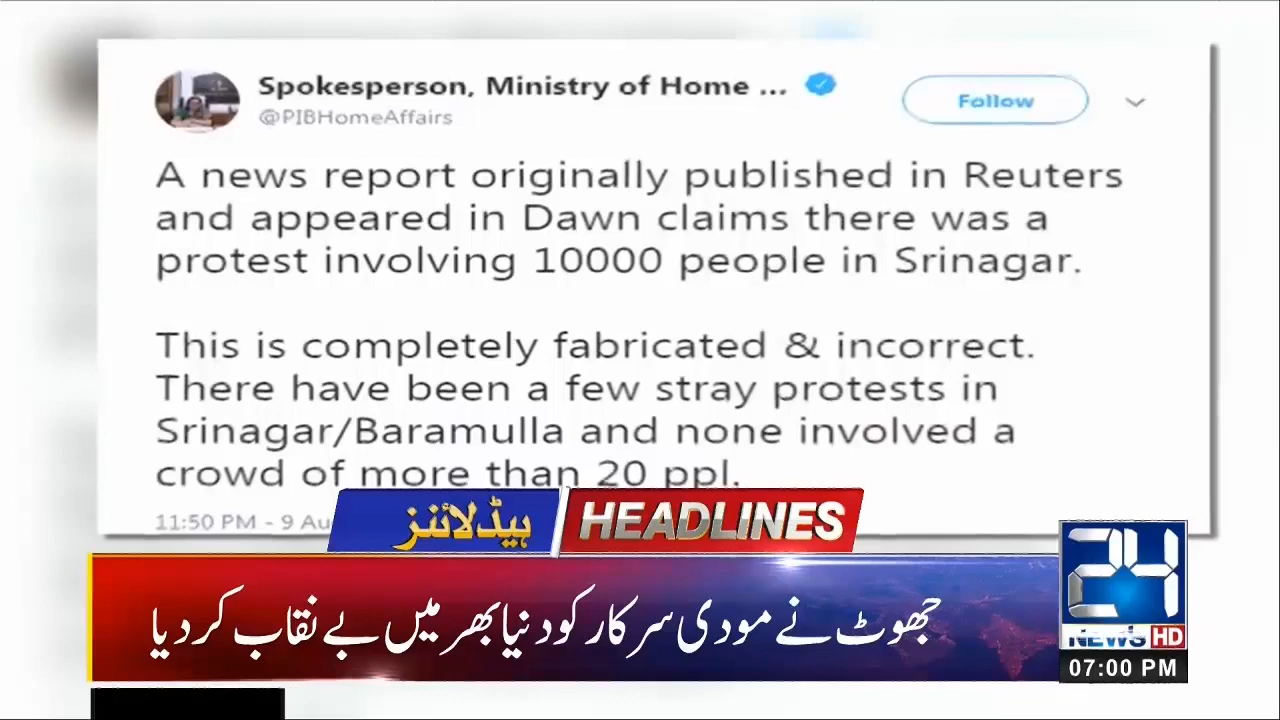 Spokesperson, Ministry of Home ...
@PIBHomeAffairs
Follow
A news report originally published in Reuters
and appeared in Dawn claims there was a
protest involving 10000 people in Srinagar.
This is completely fabricated & incorrect.
There have been a few stray protests in
Srinagar/Baramulla and none involved a
crowd of more than 20 ppl.
11:50 PM - 9 Au
ہیڈلائنز
HEADLINES
جھوٹ نے مودی سرکار کو دنیا بھر میں بے نقاب کر دیا
24
NEWS HD
07:00 PM